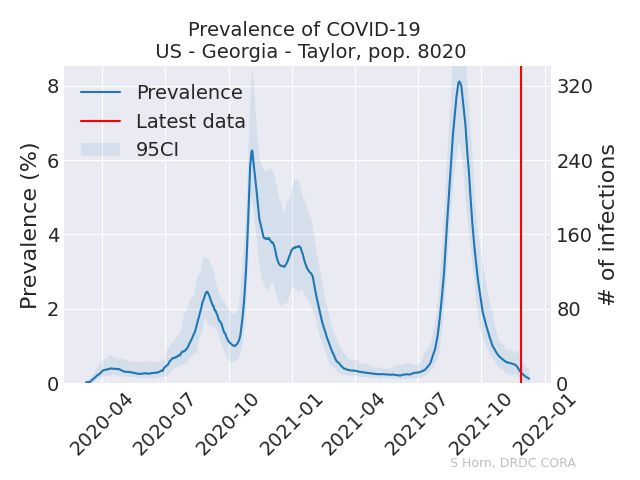 Prevalence of COVID-19
US - Georgia - Taylor, pop. 8020
Prevalence
Latest data
95CI
Prevalence (%)
8
6
4
2
0
# of infections
320
240
160
80
0
2020-04
2020-07
2020-10
2021-01
2021-04
2021-07
2021-10
2022-01
S Horn, DRDC CORA